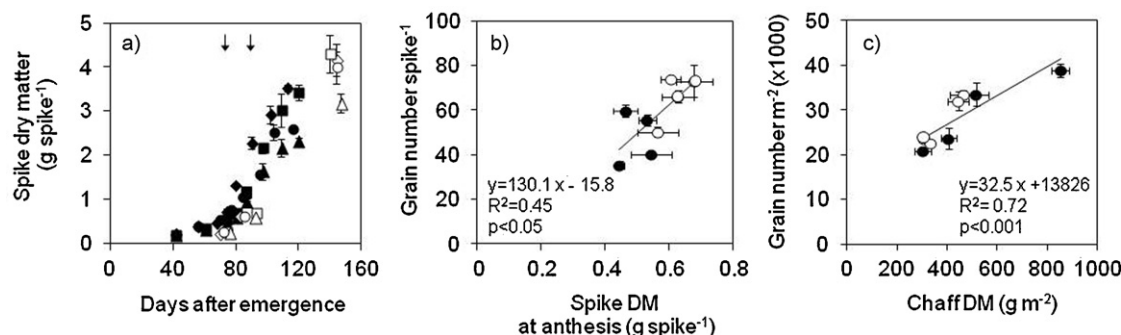 a)
Spike dry matter
(g spike⁻¹)
5
4
3
2
1
0
0 40 80 120 160
Days after emergence
b)
Grain number spike⁻¹
100
80
60
40
20
0
y=130.1 x - 15.8
R²=0.45
p<0.05
0 0.2 0.4 0.6 0.8
Spike DM
at anthesis (g spike⁻¹)
c)
Grain number m⁻² (x1000)
50
40
30
20
10
0
y=32.5 x +13826
R²= 0.72
p<0.001
0 200 400 600 800 1000
Chaff DM (g m⁻²)